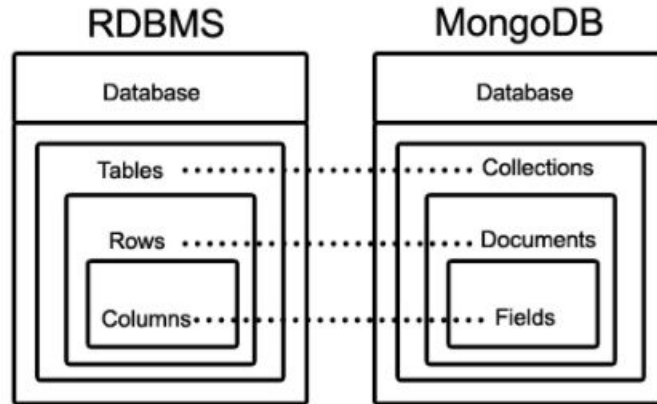 RDBMS MongoDB
Database Database
Tables Collections
Rows Documents
Columns Fields